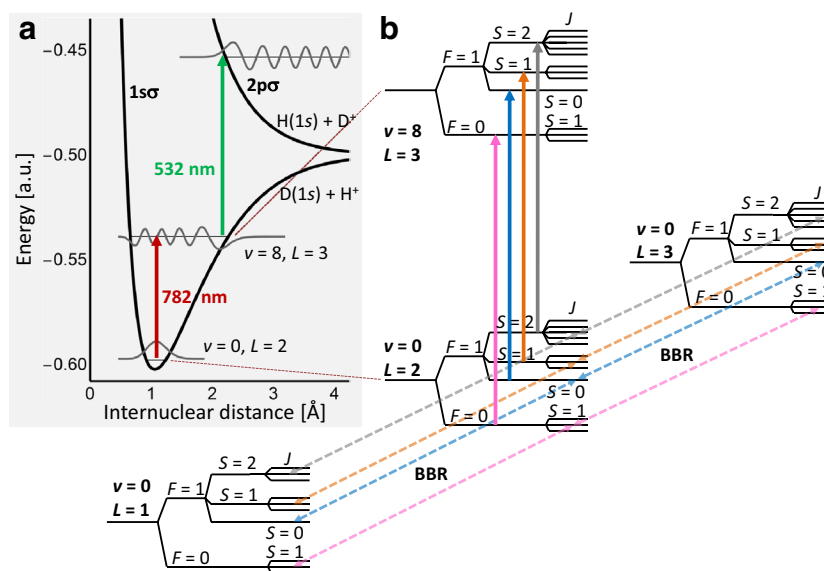 a
−0.45
−0.50
−0.55
−0.60
Energy [a.u.]
0
1
2
3
4
Internuclear distance [Å]
1sσ
2pσ
H(1s) + D⁺
D(1s) + H⁺
532 nm
782 nm
v = 8, L = 3
v = 0, L = 2
b
v = 8
L = 3
F = 1
F = 0
S = 2
S = 1
S = 0
S = 1
J
v = 0
L = 2
F = 1
F = 0
S = 2
S = 1
S = 0
S = 1
J
v = 0
L = 3
F = 1
F = 0
S = 2
S = 1
S = 0
S = 1
J
BBR
v = 0
L = 1
F = 1
F = 0
S = 2
S = 1
S = 0
S = 1
J
BBR